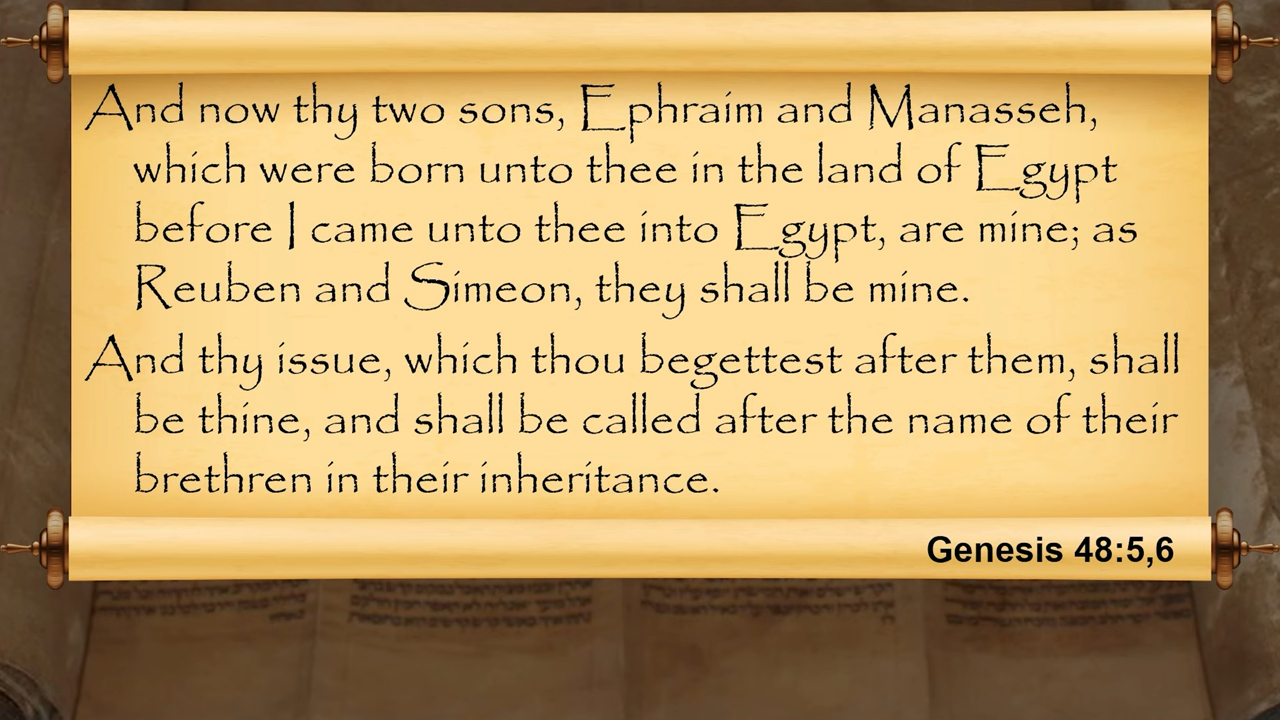 And now thy two sons, Ephraim and Manasseh,
which were born unto thee in the land of Egypt
before I came unto thee into Egypt, are mine; as
Reuben and Simeon, they shall be mine.
And thy issue, which thou begettest after them, shall
be thine, and shall be called after the name of their
brethren in their inheritance.
Genesis 48:5,6